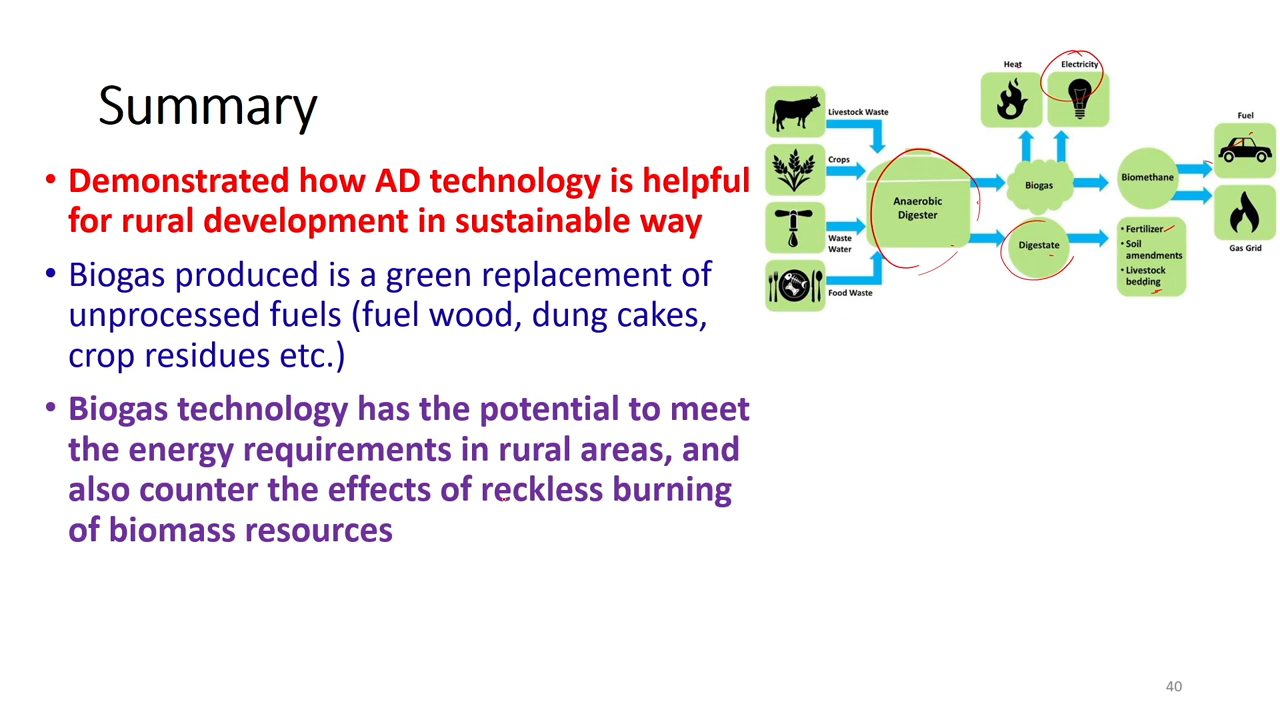 Summary
• Demonstrated how AD technology is helpful
for rural development in sustainable way
• Biogas produced is a green replacement of
unprocessed fuels (fuel wood, dung cakes,
crop residues etc.)
• Biogas technology has the potential to meet
the energy requirements in rural areas, and
also counter the effects of reckless burning
of biomass resources
Livestock Waste
Crops
Waste
Water
Food Waste
Anaerobic
Digester
Heat
Electricity
Biogas
Digestate
Biomethane
• Fertilizer
• Soil
amendments
• Livestock
bedding
Fuel
Gas Grid
40